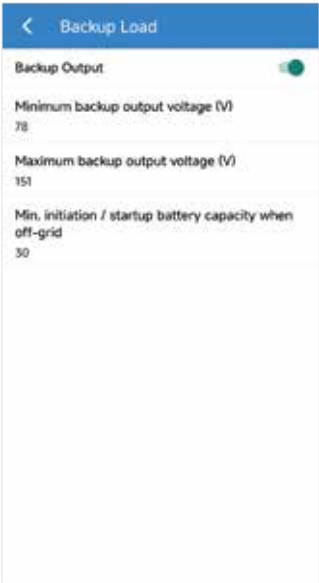 Backup Load
Backup Output
Minimum backup output voltage (V)
78
Maximum backup output voltage (V)
151
Min. initiation / startup battery capacity when
off-grid
30